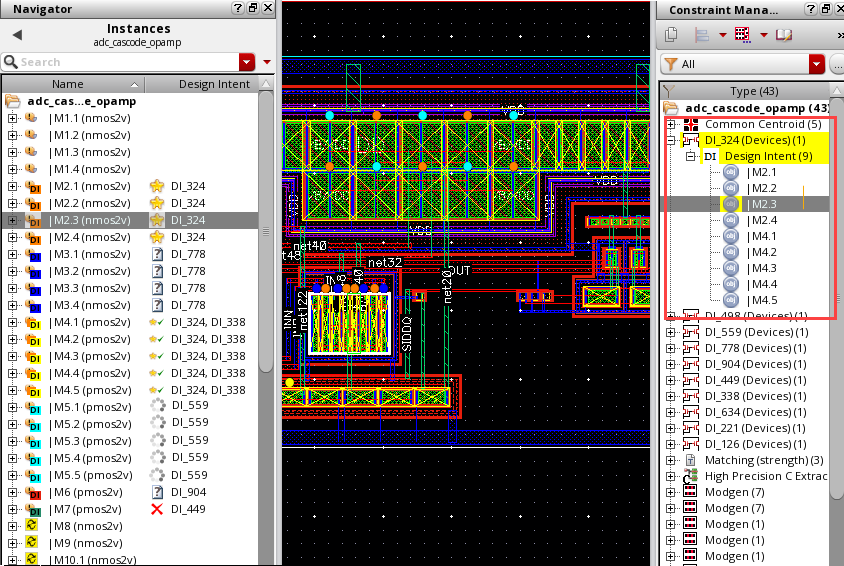 Navigator
Instances
adc_cascode_opamp
Search
Name Design Intent
adc_cas...e_opamp
|M1.1 (nmos2v)
|M1.2 (nmos2v)
|M1.3 (nmos2v)
|M1.4 (nmos2v)
|M2.1 (nmos2v) DI_324
|M2.2 (nmos2v) DI_324
|M2.3 (nmos2v) DI_324
|M2.4 (nmos2v) DI_324
|M3.1 (nmos2v) DI_778
|M3.2 (nmos2v) DI_778
|M3.3 (nmos2v) DI_778
|M3.4 (nmos2v) DI_778
|M4.1 (pmos2v) DI_324, DI_338
|M4.2 (pmos2v) DI_324, DI_338
|M4.3 (pmos2v) DI_324, DI_338
|M4.4 (pmos2v) DI_324, DI_338
|M4.5 (pmos2v) DI_324, DI_338
|M5.1 (pmos2v) DI_559
|M5.2 (pmos2v) DI_559
|M5.3 (pmos2v) DI_559
|M5.4 (pmos2v) DI_559
|M5.5 (pmos2v) DI_559
|M6 (pmos2v) DI_904
|M7 (pmos2v) DI_449
|M8 (nmos2v)
|M9 (nmos2v)
|M10.1 (nmos2v)
VDD
VDD
VDD
VDD
VDD
net40
net32
OUT
net20
net122
SIDDQ
Constraint Mana...
All
Type (43)
adc_cascode_opamp (43)
Common Centroid (5)
DI_324 (Devices) (1)
DI Design Intent (9)
|M2.1
|M2.2
|M2.3
|M2.4
|M4.1
|M4.2
|M4.3
|M4.4
|M4.5
DI_498 (Devices) (1)
DI_559 (Devices) (1)
DI_778 (Devices) (1)
DI_904 (Devices) (1)
DI_449 (Devices) (1)
DI_338 (Devices) (1)
DI_634 (Devices) (1)
DI_221 (Devices) (1)
DI_126 (Devices) (1)
Matching (strength) (3)
High Precision C Extrac
Modgen (7)
Modgen (7)
Modgen (1)
Modgen (1)
Modgen (1)